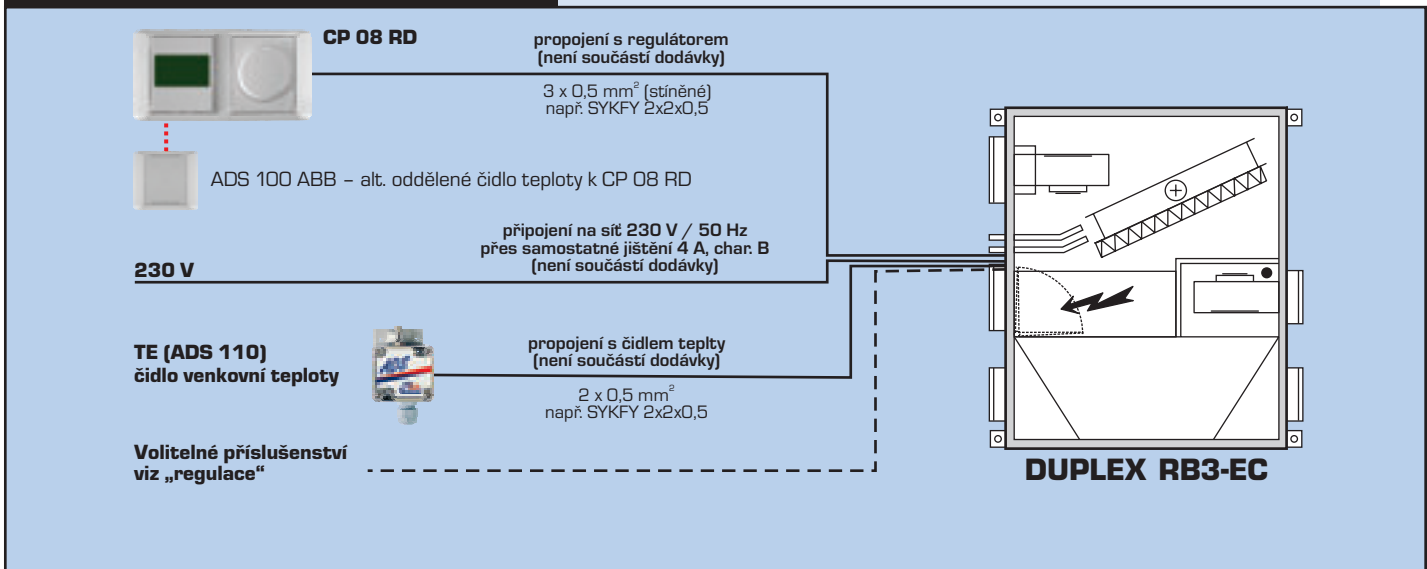 CP 08 RD
propojení s regulátorem
(není součástí dodávky)
3 x 0,5 mm² (stíněné)
např. SYKFY 2x2x0,5
ADS 100 ABB – alt. oddělené čidlo teploty k CP 08 RD
připojení na síť 230 V / 50 Hz
přes samostatné jištění 4 A, char. B
(není součástí dodávky)
230 V
TE (ADS 110)
čidlo venkovní teploty
propojení s čidlem teplty
(není součástí dodávky)
2 x 0,5 mm²
např. SYKFY 2x2x0,5
Volitelné příslušenství
viz „regulace“
DUPLEX RB3-EC